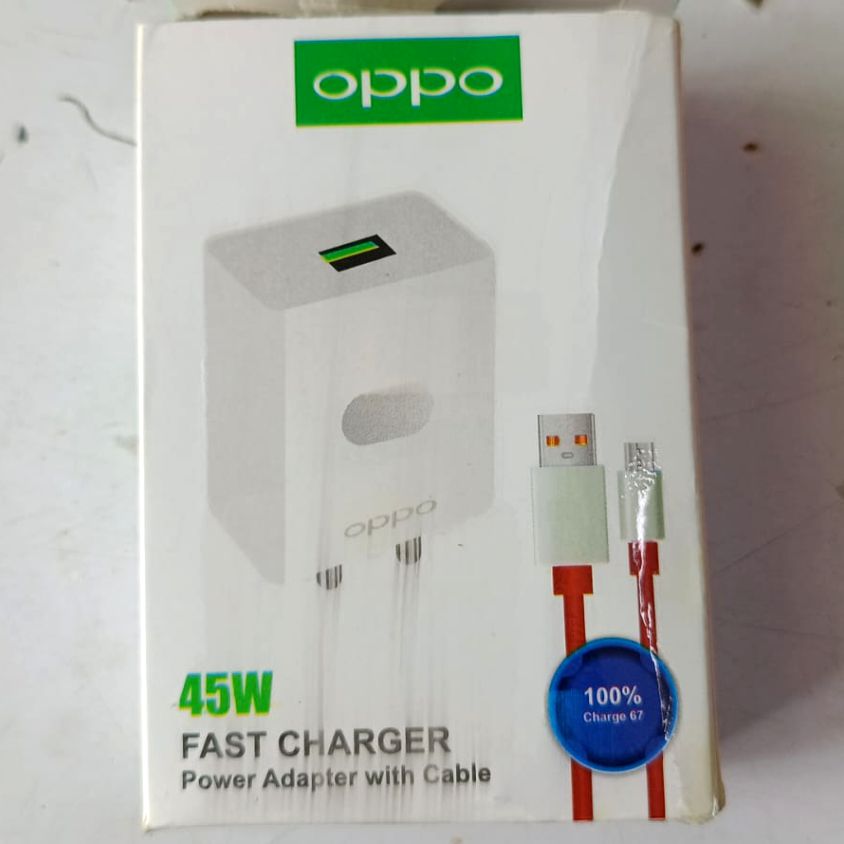 oppo
oppo
45W
FAST CHARGER
Power Adapter with Cable
100%
Charge 67